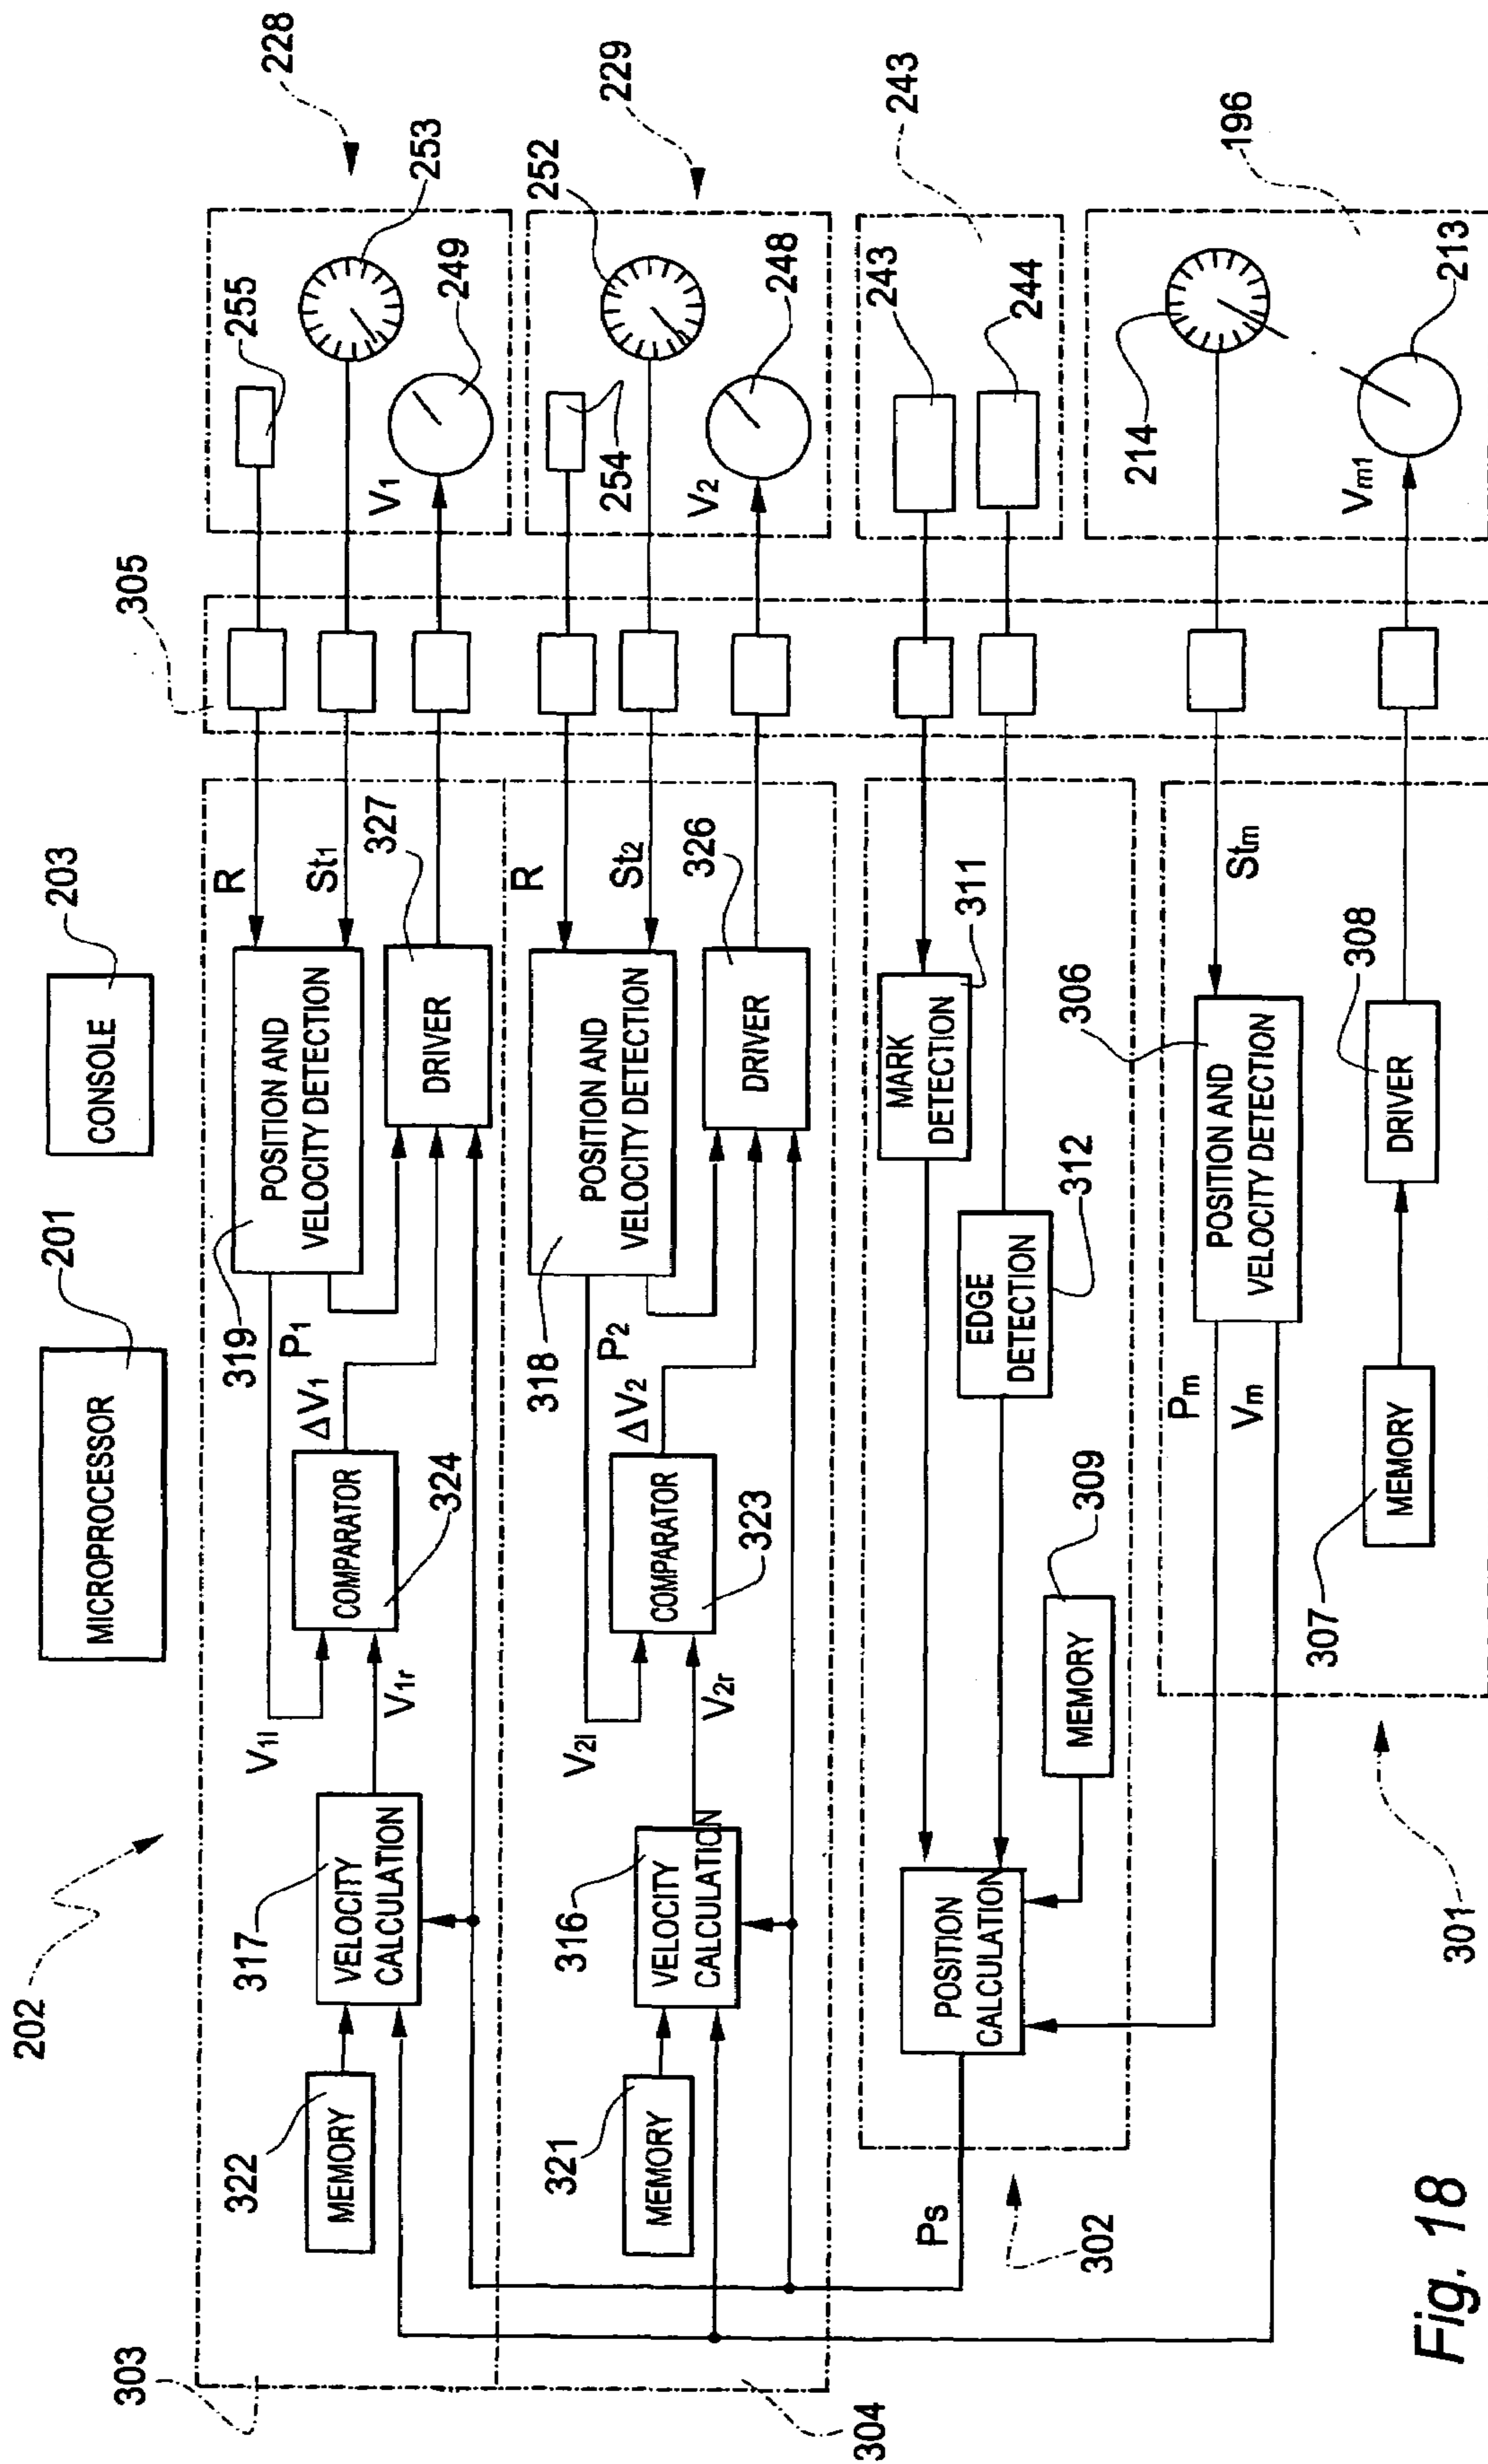 202
201
MICROPROCESSOR
203
CONSOLE
305
303
322
MEMORY
317
VELOCITY
CALCULATION
V1i
V1r
COMPARATOR
324
ΔV1
P1
319
POSITION AND
VELOCITY DETECTION
R
St1
327
DRIVER
V1
255
253
249
228
304
321
MEMORY
316
VELOCITY
CALCULATION
V2i
V2r
COMPARATOR
323
ΔV2
P2
318
POSITION AND
VELOCITY DETECTION
R
St2
326
DRIVER
V2
254
252
248
229
Ps
302
POSITION
CALCULATION
309
MEMORY
EDGE
DETECTION
312
MARK
DETECTION
311
243
244
243
301
Pm
Vm
306
POSITION AND
VELOCITY DETECTION
Stm
307
MEMORY
308
DRIVER
214
Vm1
213
196
Fig. 18